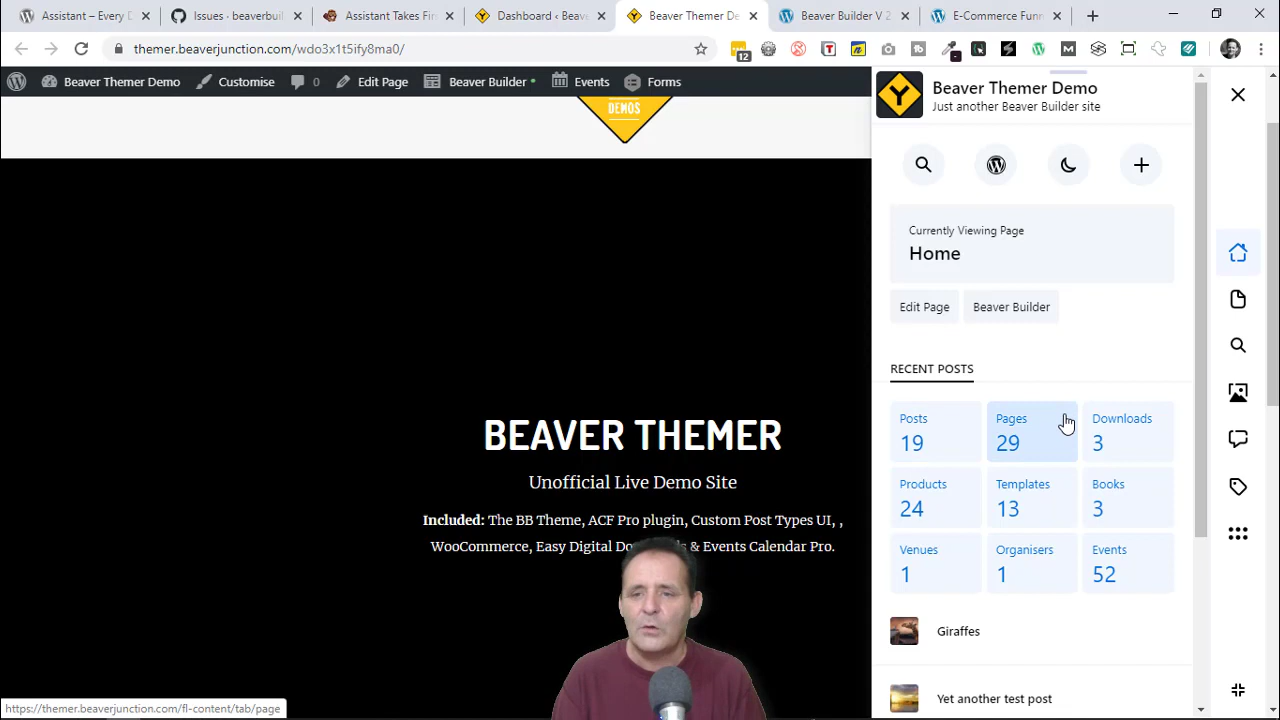 Assistant – Every D
Issues · beaverbuil
Assistant Takes Fir
Dashboard ‹ Beave
Beaver Themer De
Beaver Builder V 2
E-Commerce Funn
themer.beaverjunction.com/wdo3x1t5ify8ma0/
12
Beaver Themer Demo
Customise
0
Edit Page
Beaver Builder
Events
Forms
DEMOS
BEAVER THEMER
Unofficial Live Demo Site
Included: The BB Theme, ACF Pro plugin, Custom Post Types UI, ,
WooCommerce, Easy Digital Do s & Events Calendar Pro.
Beaver Themer Demo
Just another Beaver Builder site
Currently Viewing Page
Home
Edit Page
Beaver Builder
RECENT POSTS
Posts
19
Pages
29
Downloads
3
Products
24
Templates
13
Books
3
Venues
1
Organisers
1
Events
52
Giraffes
Yet another test post
https://themer.beaverjunction.com/fl-content/tab/page